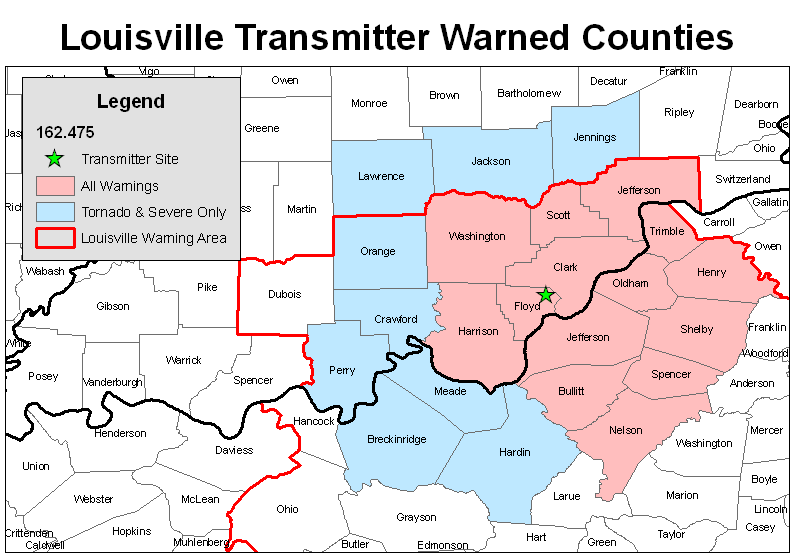 Louisville Transmitter Warned Counties
Legend
162.475
Transmitter Site
All Warnings
Tornado & Severe Only
Louisville Warning Area
Vigo
Owen
Monroe
Brown
Bartholomew
Decatur
Franklin
Ripley
Dearborn
Ohio
Greene
Jennings
Jackson
Lawrence
Switzerland
Jefferson
Gallatin
Martin
Scott
Carroll
Washington
Trimble
Owen
Orange
Clark
Henry
Wabash
Oldham
Pike
Dubois
Gibson
Floyd
Crawford
Harrison
Jefferson
Shelby
Franklin
Woodford
Warrick
Perry
Spencer
Posey
Vanderburgh
Spencer
Anderson
Meade
Bullitt
Hancock
Nelson
Mercer
Henderson
Breckinridge
Washington
Daviess
Hardin
Union
Boyle
Webster
McLean
Larue
Marion
Ohio
Lincoln
Grayson
Casey
Crittenden
Hopkins
Taylor
Caldwell
Muhlenberg
Butler
Edmonson
Hart
Green